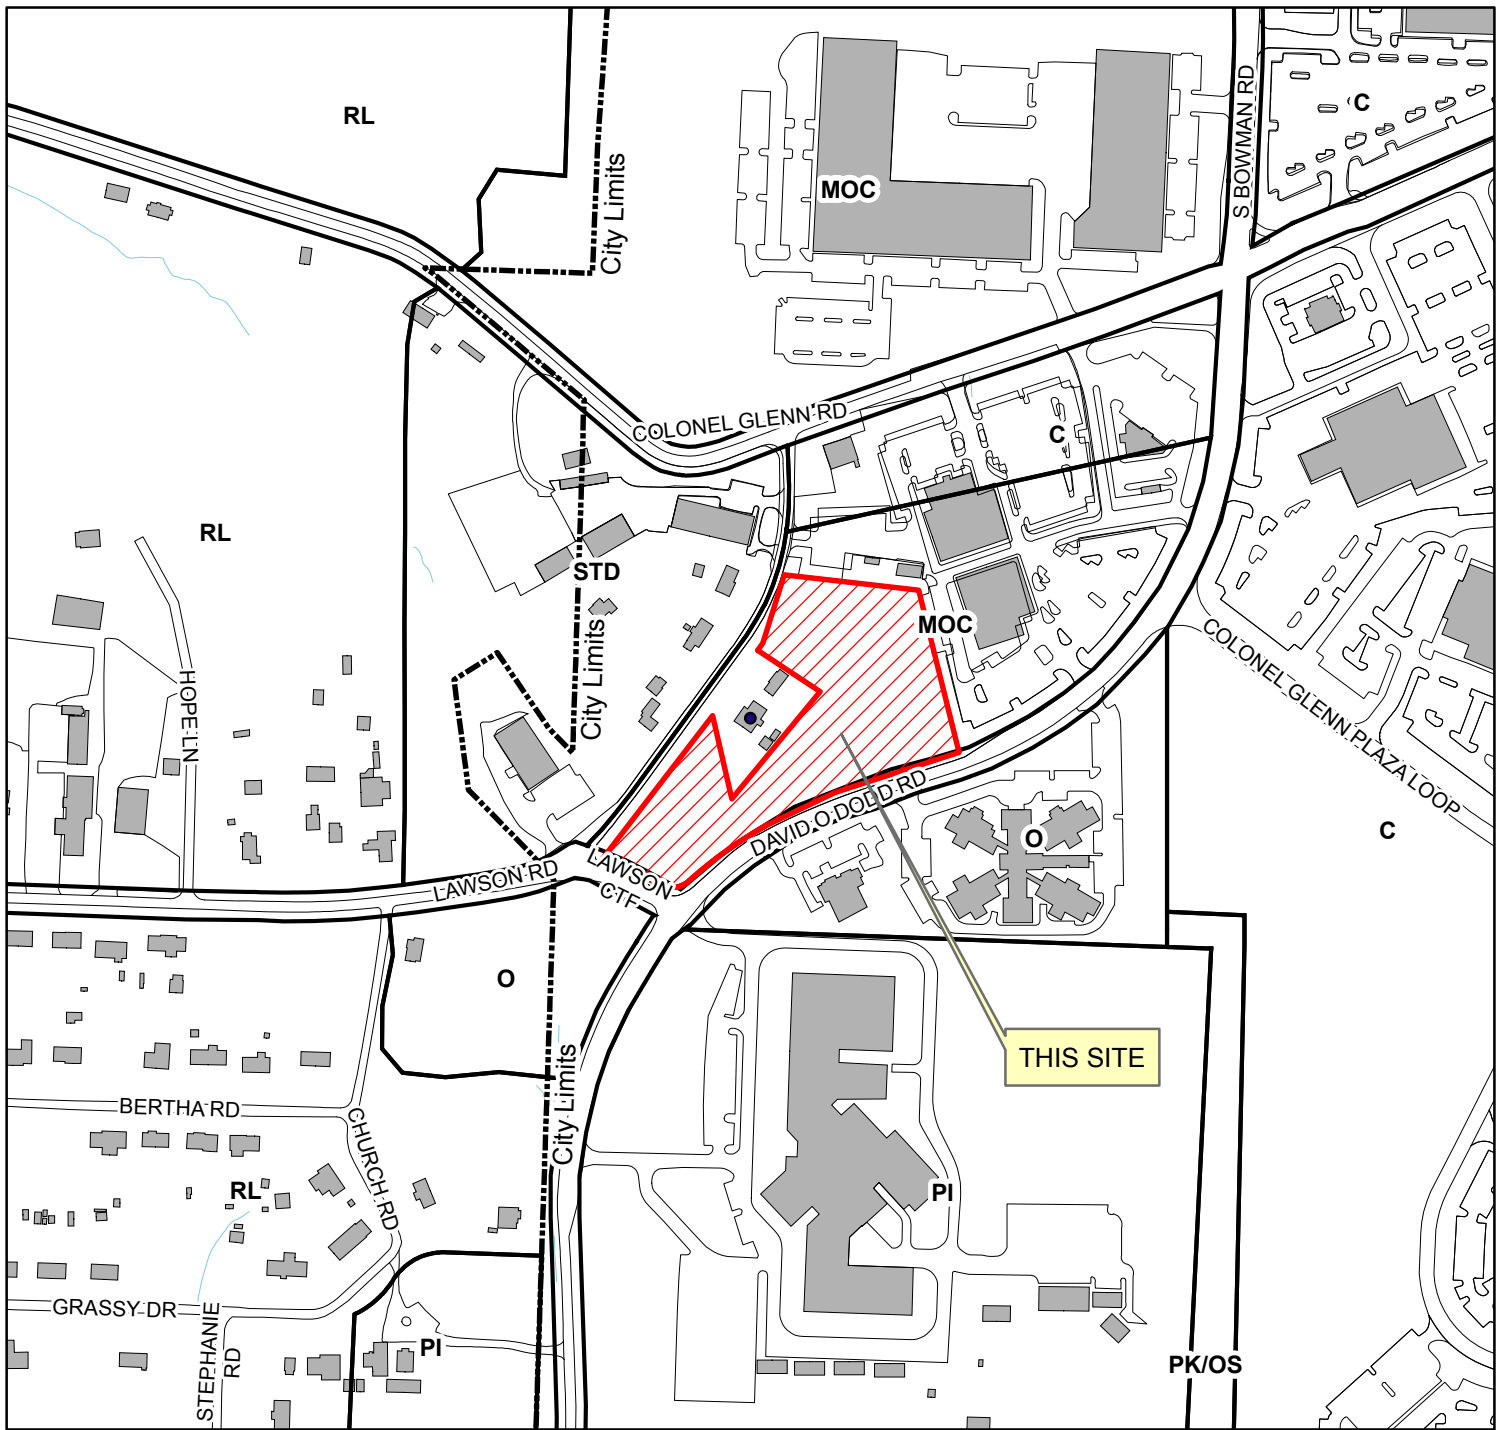 C
RL
S BOWMAN RD
City Limits
MOC
COLONEL GLENN RD
C
RL
STD
MOC
City Limits
COLONEL GLENN PLAZA LOOP
HOPE LN
DAVID O DODD RD
C
O
LAWSON RD
LAWSON
CTF
O
THIS SITE
City Limits
BERTHA RD
CHURCH RD
RL
PI
GRASSY DR
STEPHANIE
RD
PI
PK/OS